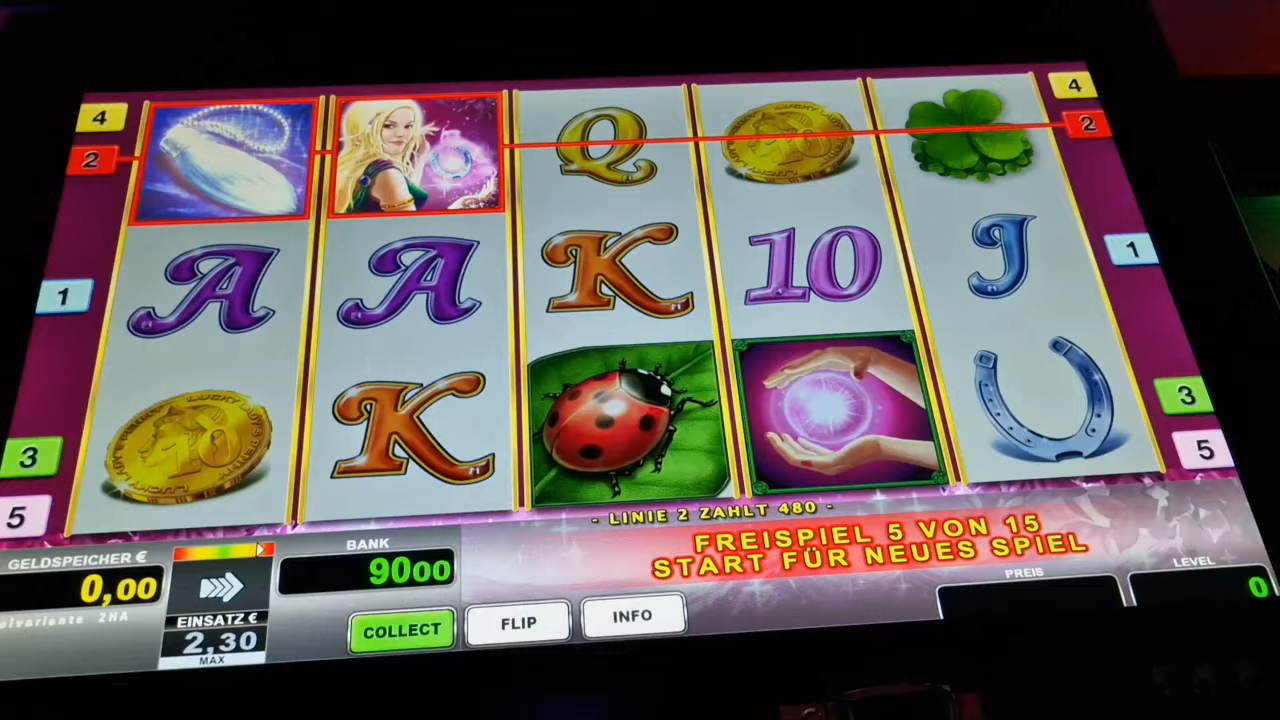 4
4
2
2
Q
A
A
K
10
J
1
1
K
3
3
5
5
- LINIE 2 ZAHLT 480 -
FREISPIEL 5 VON 15
START FÜR NEUES SPIEL
GELDSPEICHER €
0,00
BANK
9000
EINSATZ €
2,30
MAX
COLLECT
FLIP
INFO
PREIS
LEVEL
0